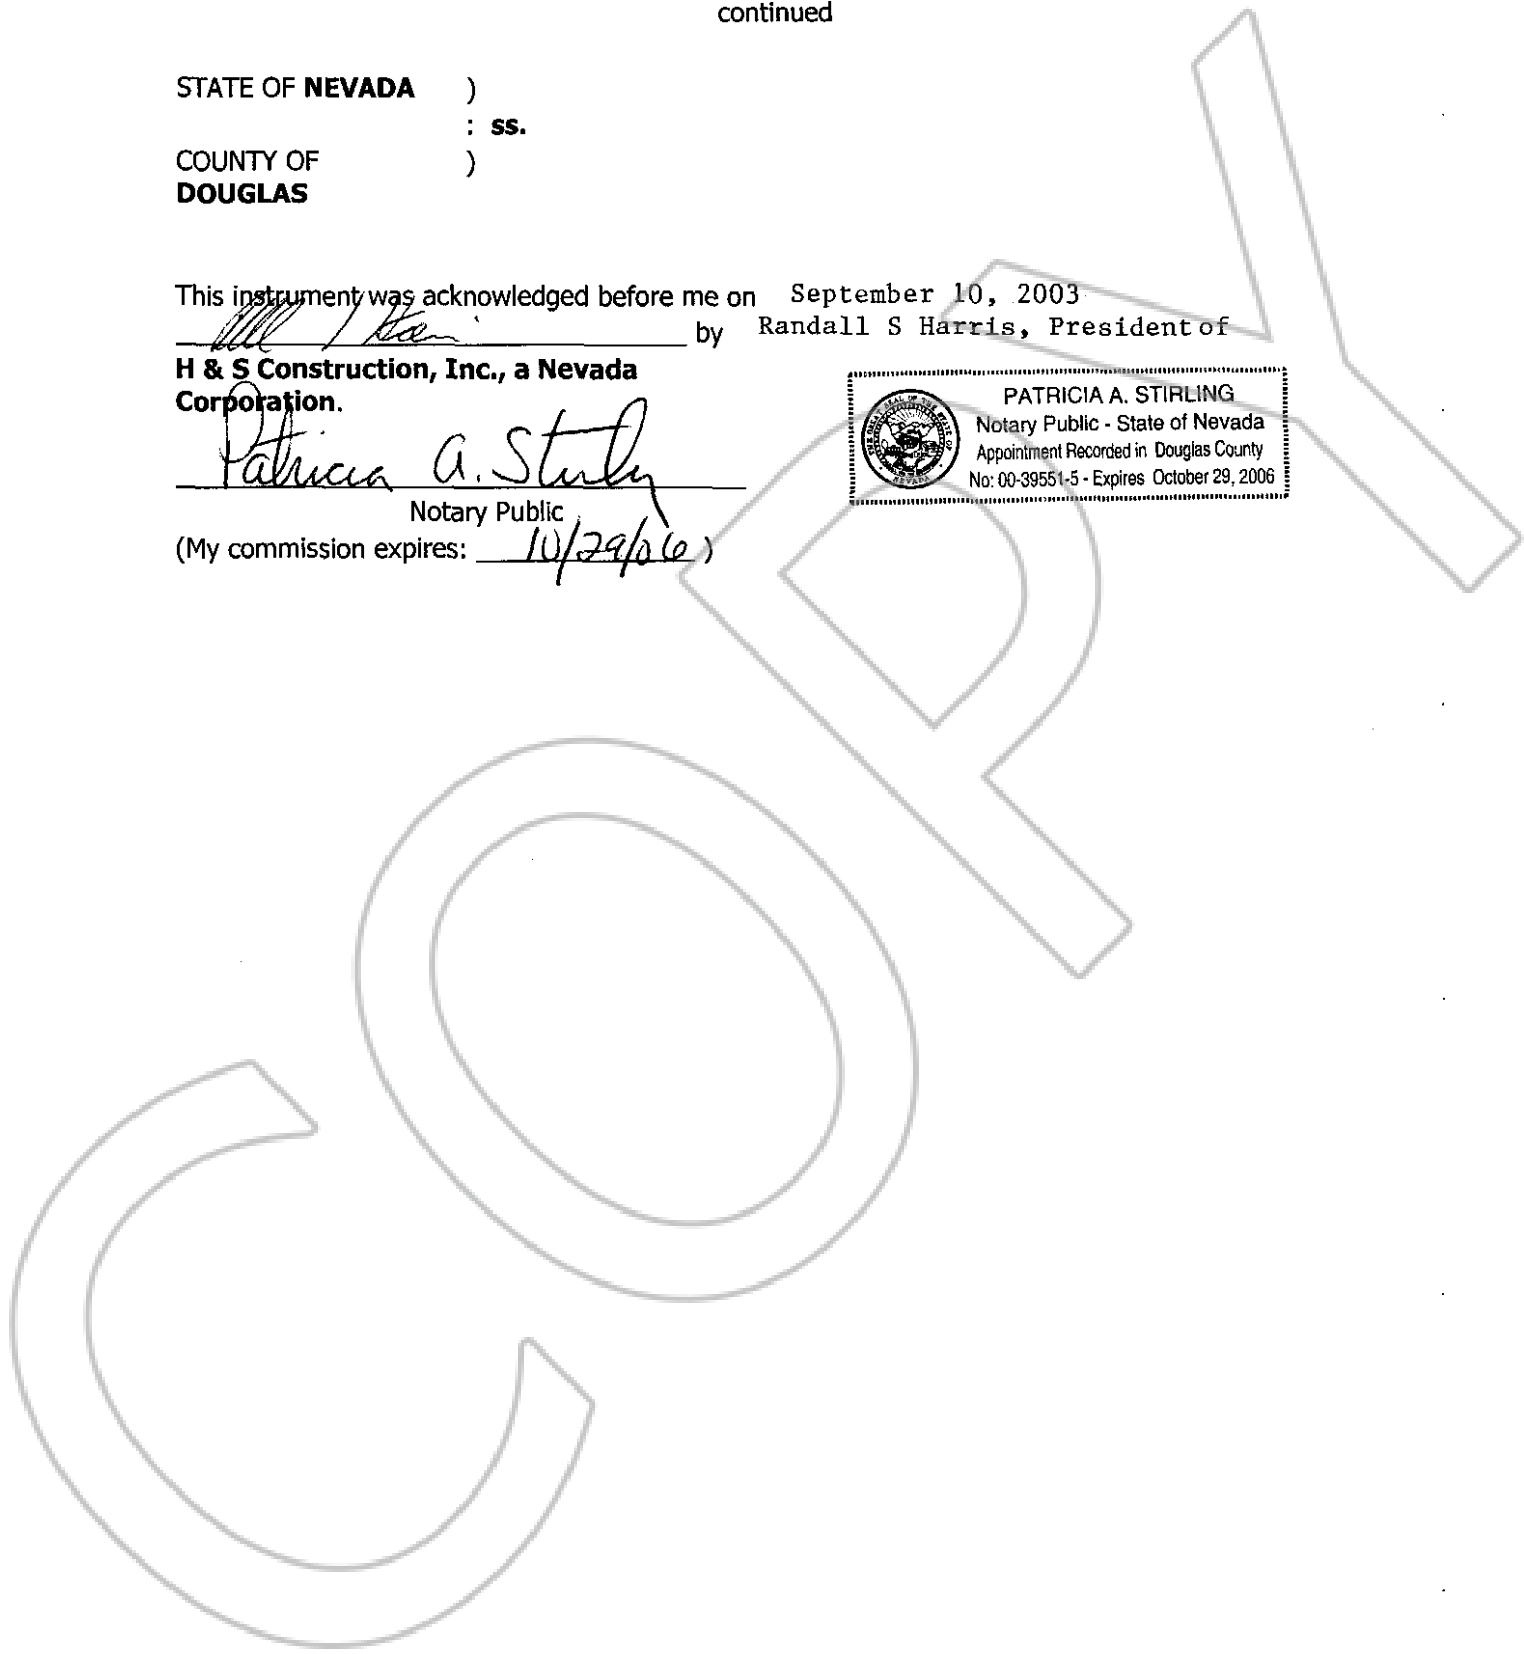 continued
STATE OF NEVADA )
: ss.
COUNTY OF )
DOUGLAS
This instrument was acknowledged before me on September 10, 2003
by Randall S Harris, President of
H & S Construction, Inc., a Nevada
Corporation.
Patricia A. Stirling
Notary Public
(My commission expires: 10/29/06 )
PATRICIA A. STIRLING
Notary Public - State of Nevada
Appointment Recorded in Douglas County
No: 00-39551-5 - Expires October 29, 2006
COPY